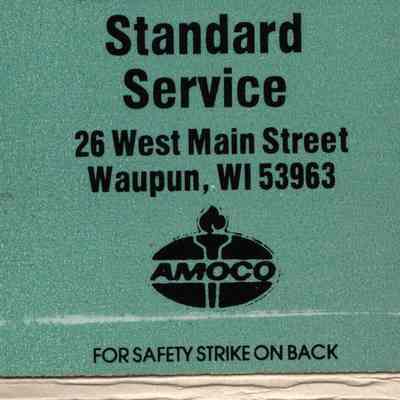 Standard
Service
26 West Main Street
Waupun, WI 53963
AMOCO
FOR SAFETY STRIKE ON BACK